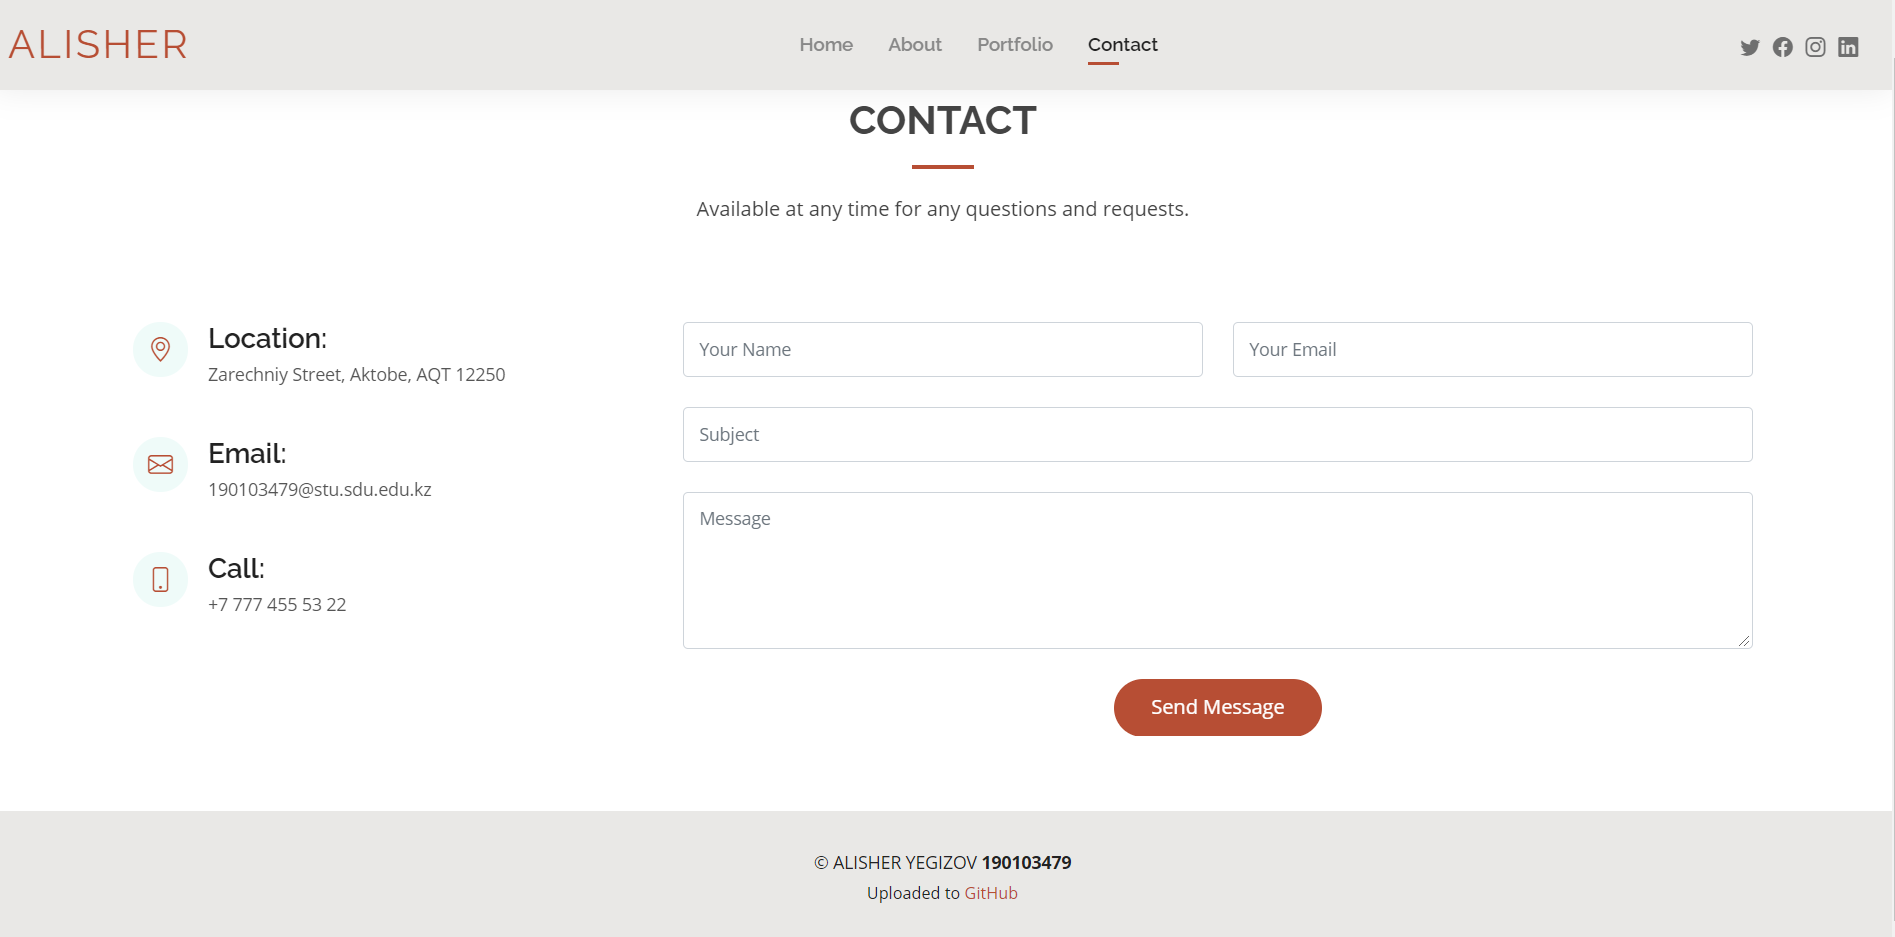 ALISHER
Home About Portfolio Contact
CONTACT
Available at any time for any questions and requests.
Location:
Zarechniy Street, Aktobe, AQT 12250
Email:
190103479@stu.sdu.edu.kz
Call:
+7 777 455 53 22
Your Name
Your Email
Subject
Message
Send Message
© ALISHER YEGIZOV 190103479
Uploaded to GitHub